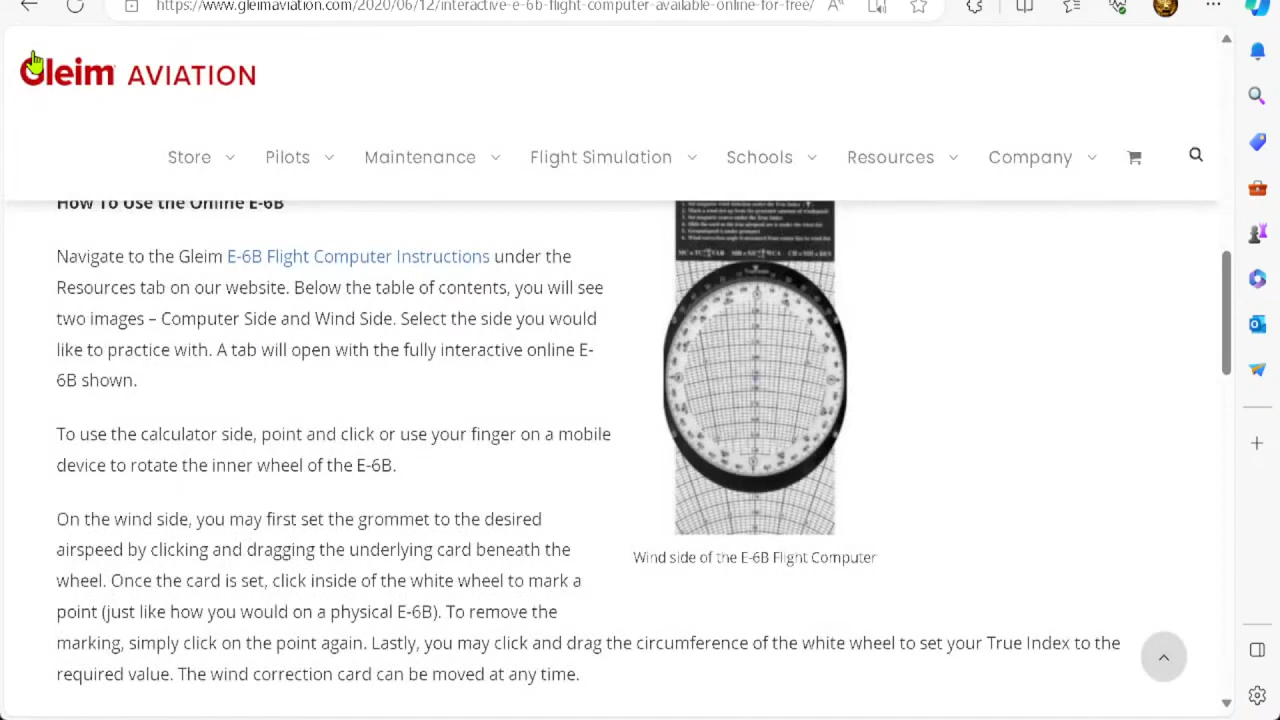 https://www.gleimaviation.com/2020/06/12/interactive-e-6b-flight-computer-available-online-for-free/
Gleim AVIATION
Store
Pilots
Maintenance
Flight Simulation
Schools
Resources
Company
How To Use the Online E-6B
Navigate to the Gleim E-6B Flight Computer Instructions under the
Resources tab on our website. Below the table of contents, you will see
two images – Computer Side and Wind Side. Select the side you would
like to practice with. A tab will open with the fully interactive online E-
6B shown.
To use the calculator side, point and click or use your finger on a mobile
device to rotate the inner wheel of the E-6B.
On the wind side, you may first set the grommet to the desired
airspeed by clicking and dragging the underlying card beneath the
wheel. Once the card is set, click inside of the white wheel to mark a
point (just like how you would on a physical E-6B). To remove the
marking, simply click on the point again. Lastly, you may click and drag the circumference of the white wheel to set your True Index to the
required value. The wind correction card can be moved at any time.
Wind side of the E-6B Flight Computer